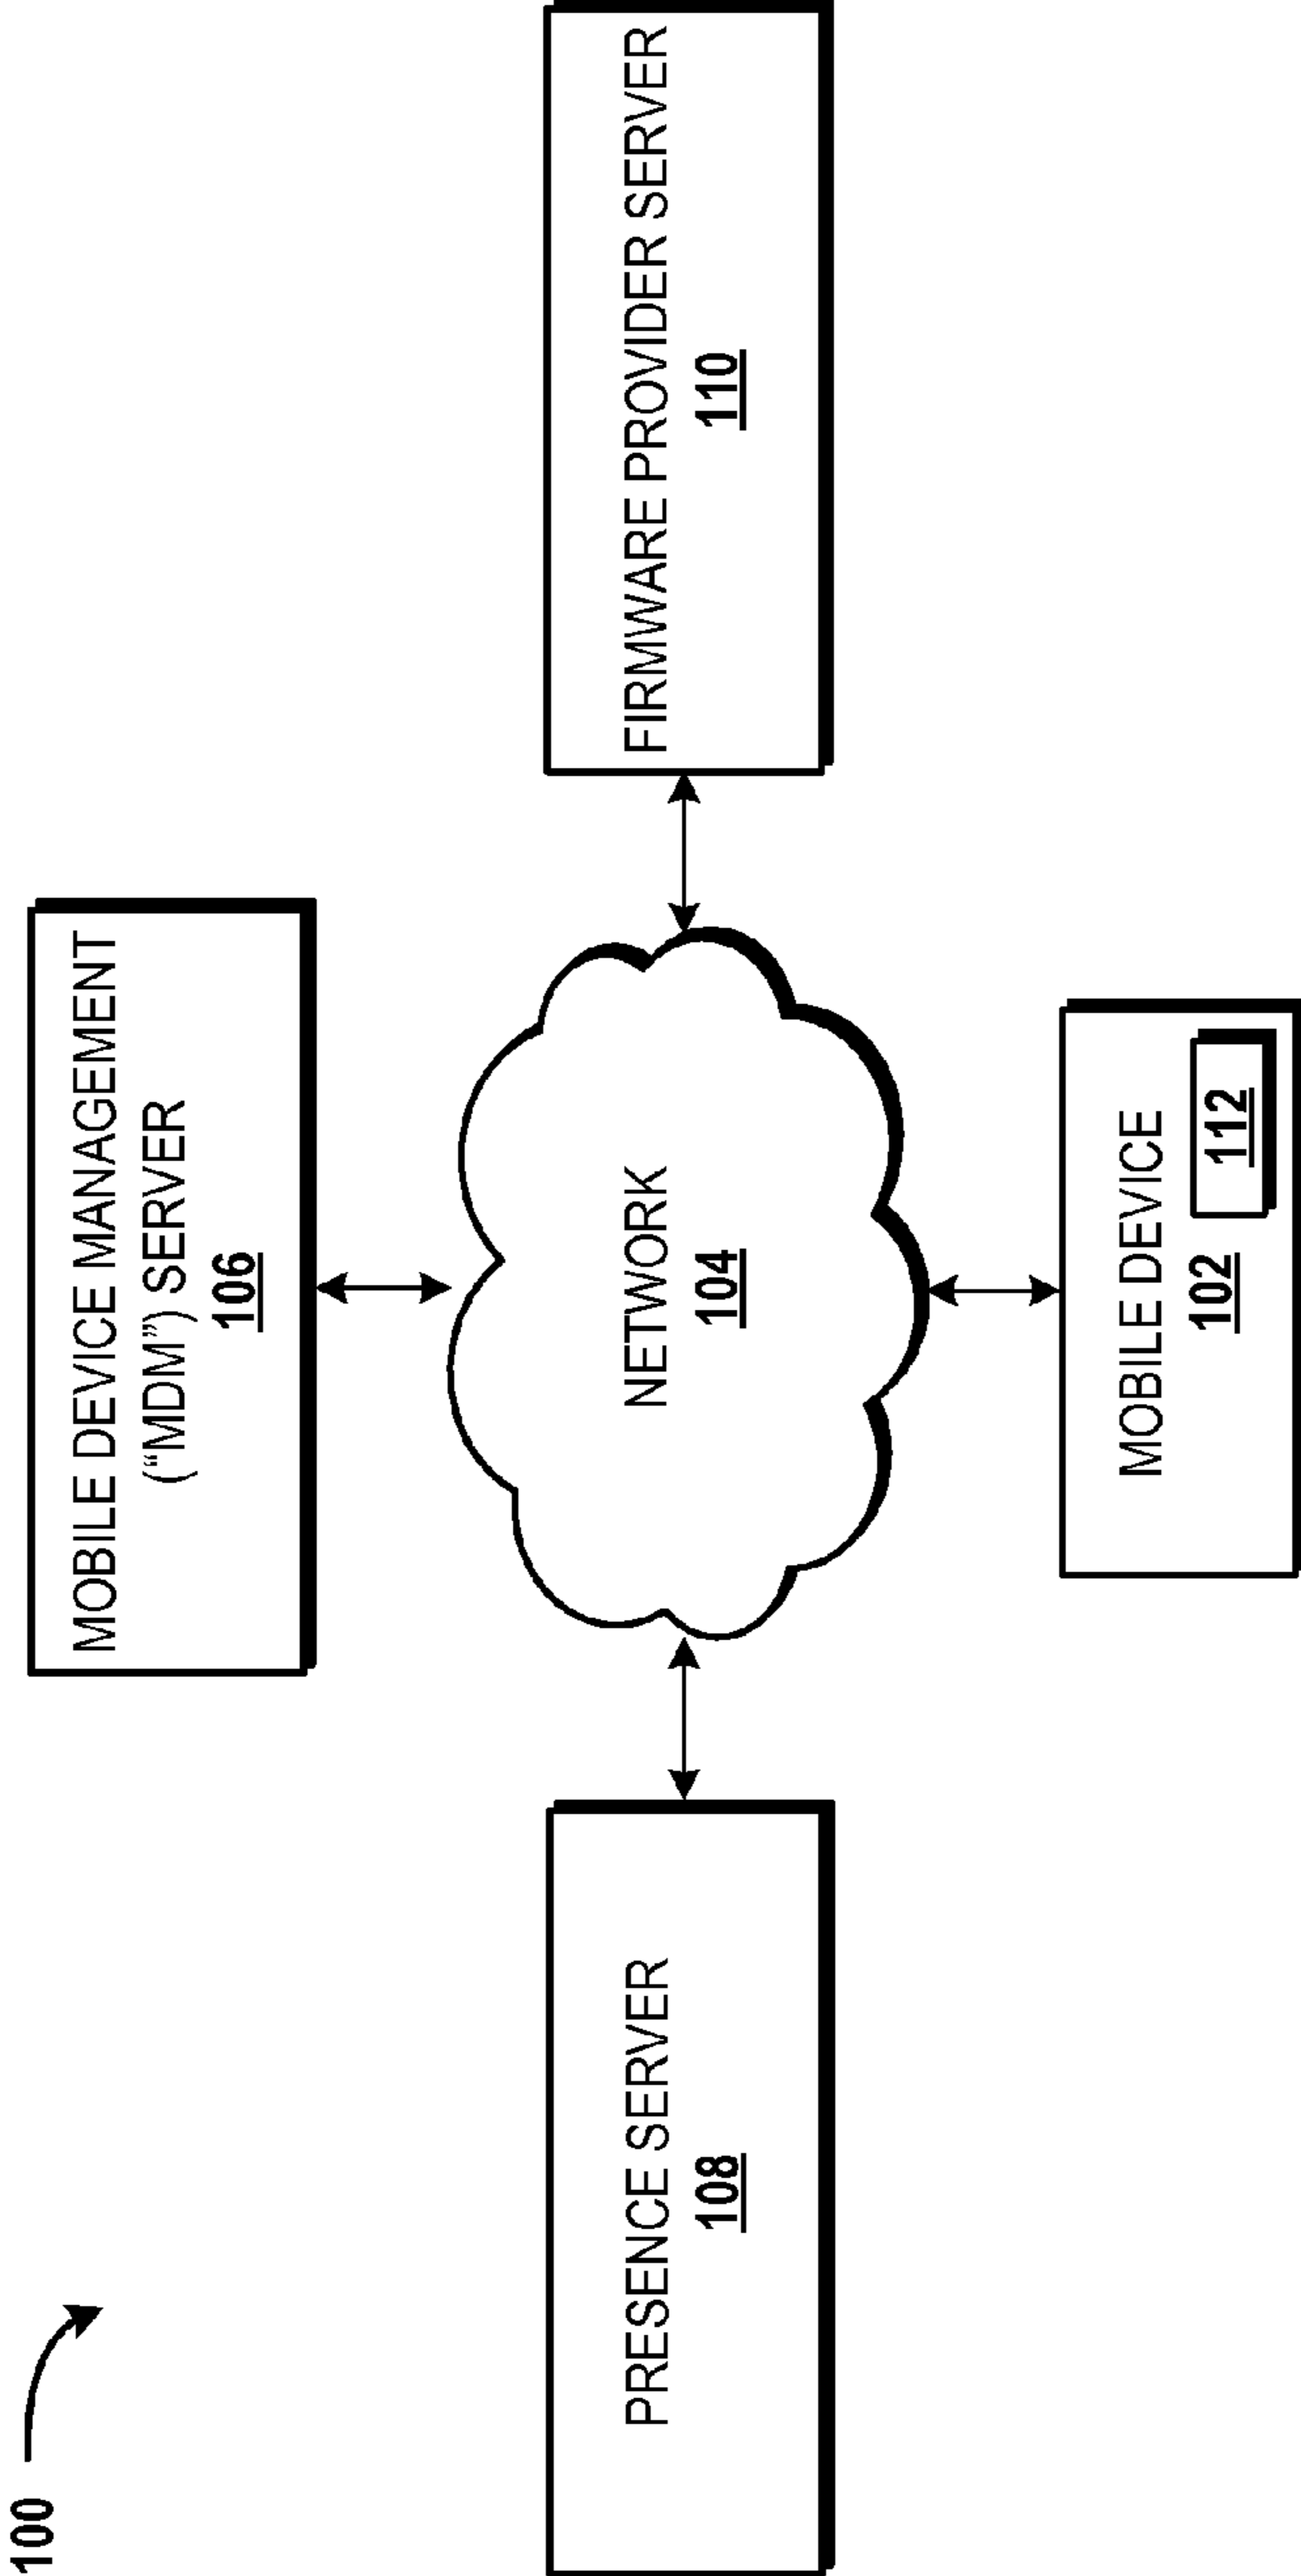 100
MOBILE DEVICE MANAGEMENT
(“MDM”) SERVER
106
PRESENCE SERVER
108
NETWORK
104
FIRMWARE PROVIDER SERVER
110
MOBILE DEVICE
102
112